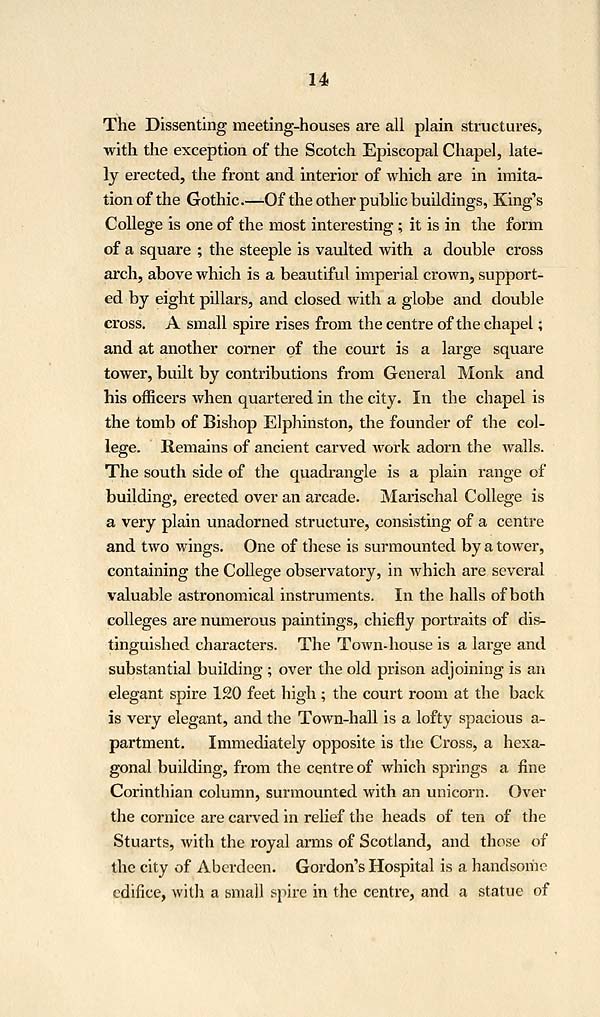 14
The Dissenting meeting-houses are all plain structures,
with the exception of the Scotch Episcopal Chapel, late-
ly erected, the front and interior of which are in imita-
tion of the Gothic.—Of the other public buildings, King's
College is one of the most interesting ; it is in the form
of a square ; the steeple is vaulted with a double cross
arch, above which is a beautiful imperial crown, support-
ed by eight pillars, and closed with a globe and double
cross. A small spire rises from the centre of the chapel ;
and at another corner of the court is a large square
tower, built by contributions from General Monk and
his officers when quartered in the city. In the chapel is
the tomb of Bishop Elphinston, the founder of the col-
lege. Remains of ancient carved work adorn the walls.
The south side of the quadrangle is a plain range of
building, erected over an arcade. Marischal College is
a very plain unadorned structure, consisting of a centre
and two wings. One of these is surmounted by a tower,
containing the College observatory, in which are several
valuable astronomical instruments. In the halls of both
colleges are numerous paintings, chiefly portraits of dis-
tinguished characters. The Town-house is a large and
substantial building ; over the old prison adjoining is an
elegant spire 120 feet high ; the court room at the back
is very elegant, and the Town-hall is a lofty spacious a-
partment. Immediately opposite is the Cross, a hexa-
gonal building, from the centre of which springs a fine
Corinthian column, surmounted with an unicorn. Over
the cornice are carved in relief the heads of ten of the
Stuarts, with the royal arms of Scotland, and those of
the city of Aberdeen. Gordon's Hospital is a handsome
edifice, with a small spire in the centre, and a statue of